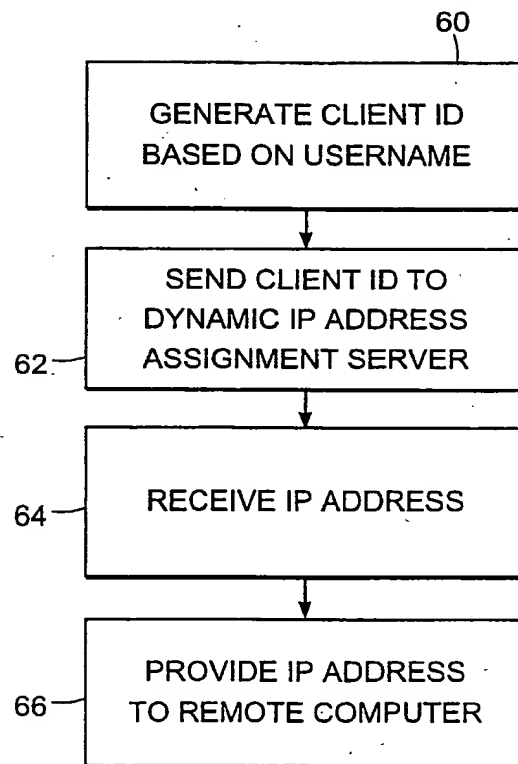 60
GENERATE CLIENT ID
BASED ON USERNAME
SEND CLIENT ID TO
DYNAMIC IP ADDRESS
ASSIGNMENT SERVER
62
RECEIVE IP ADDRESS
64
PROVIDE IP ADDRESS
TO REMOTE COMPUTER
66